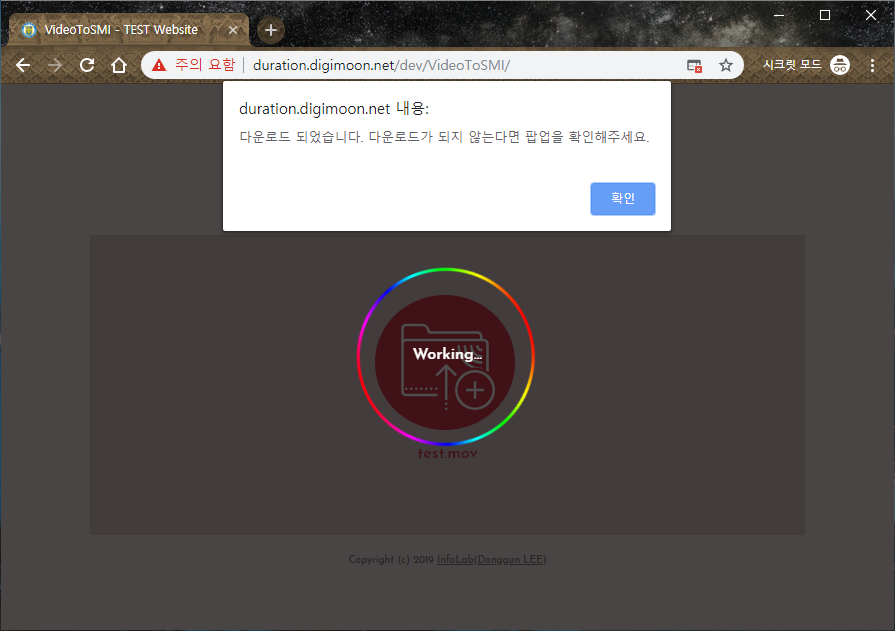 VideoToSMI - TEST Website
주의 요함 duration.digimoon.net/dev/VideoToSMI/ 시크릿 모드
duration.digimoon.net 내용:
다운로드 되었습니다. 다운로드가 되지 않는다면 팝업을 확인해주세요.
확인
Working...
test.mov
Copyright (c) 2019 InfoLab(Donggun LEE)